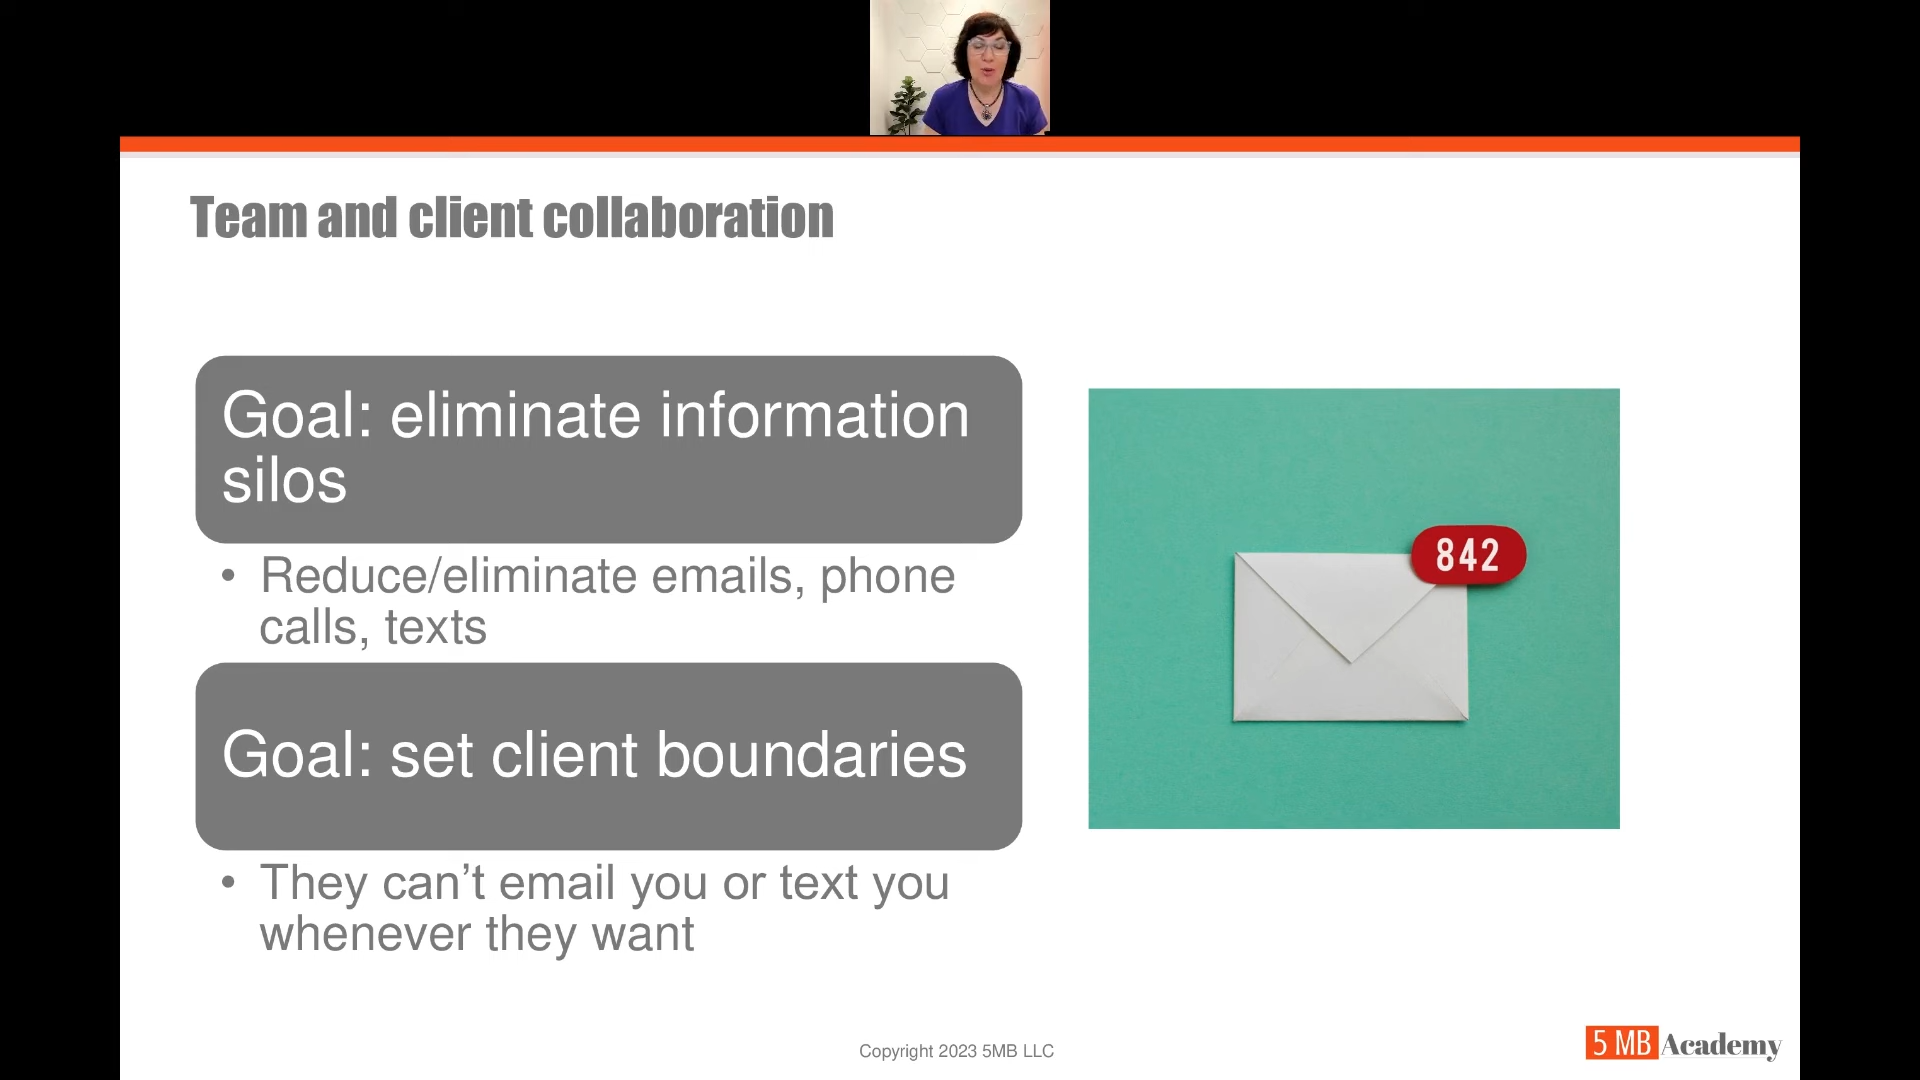 Team and client collaboration
Goal: eliminate information
silos
• Reduce/eliminate emails, phone
calls, texts
842
Goal: set client boundaries
• They can’t email you or text you
whenever they want
Copyright 2023 5MB LLC
5 MB Academy